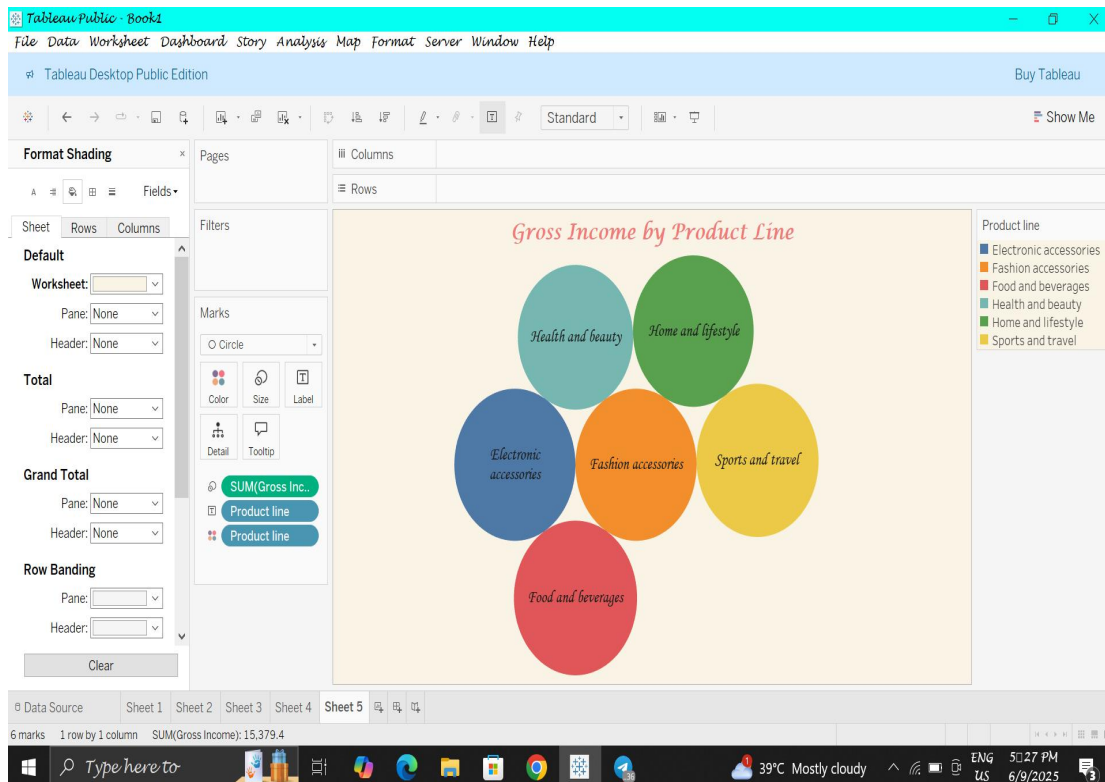 Tableau Public - Book1
File Data Worksheet Dashboard Story Analysis Map Format Server Window Help
Tableau Desktop Public Edition
Buy Tableau
Standard
Show Me
Format Shading
Fields
Sheet Rows Columns
Default
Worksheet:
Pane: None
Header: None
Total
Pane: None
Header: None
Grand Total
Pane: None
Header: None
Row Banding
Pane:
Header:
Clear
Pages
Filters
Marks
Circle
Color Size Label
Detail Tooltip
SUM(Gross Inc..
Product line
Product line
Columns
Rows
Gross Income by Product Line
Health and beauty
Home and lifestyle
Electronic
accessories
Fashion accessories
Sports and travel
Food and beverages
Product line
Electronic accessories
Fashion accessories
Food and beverages
Health and beauty
Home and lifestyle
Sports and travel
Data Source Sheet 1 Sheet 2 Sheet 3 Sheet 4 Sheet 5
6 marks 1 row by 1 column SUM(Gross Income): 15,379.4
Type here to
39°C Mostly cloudy
ENG
US
5□27 PM
6/9/2025
3